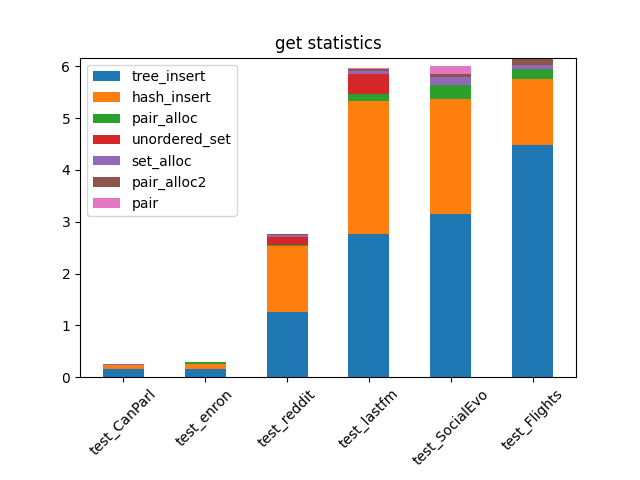 get statistics
6
5
4
3
2
1
0
tree_insert
hash_insert
pair_alloc
unordered_set
set_alloc
pair_alloc2
pair
test_CanParl
test_enron
test_reddit
test_lastfm
test_SocialEvo
test_Flights